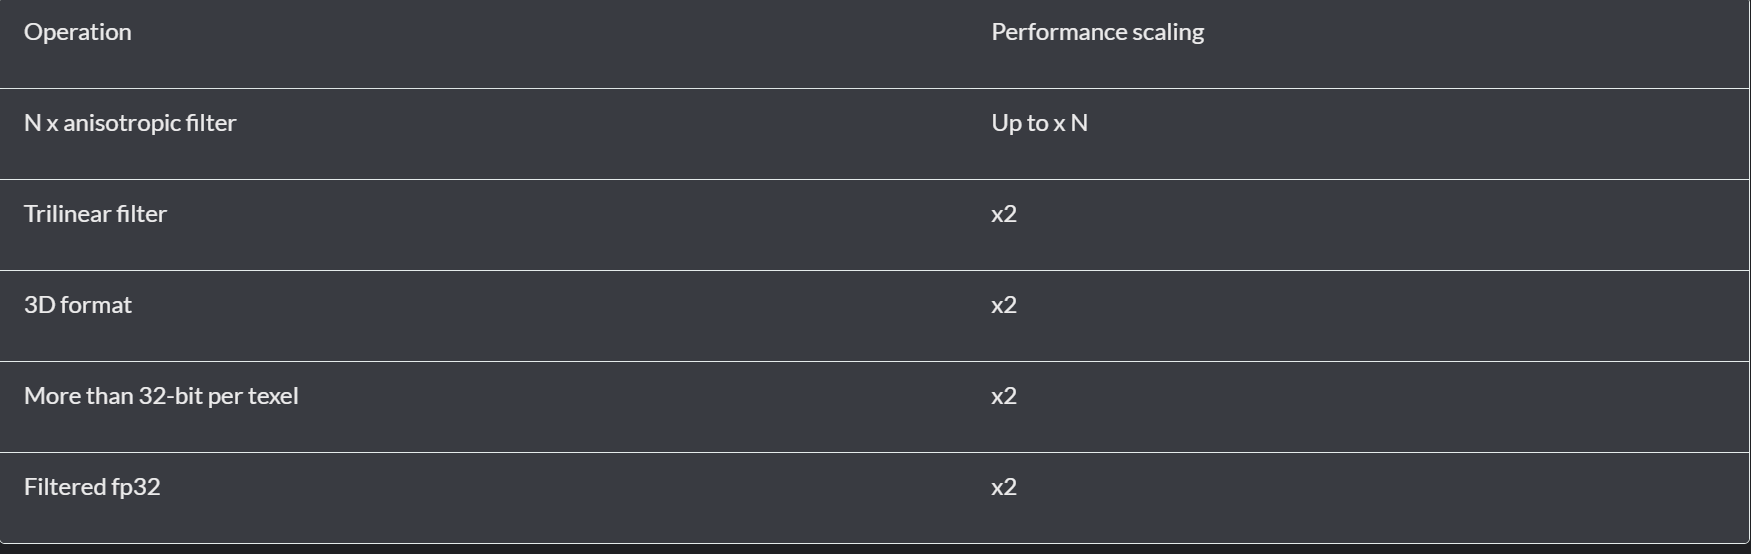 Operation Performance scaling
N x anisotropic filter Up to x N
Trilinear filter x2
3D format x2
More than 32-bit per texel x2
Filtered fp32 x2